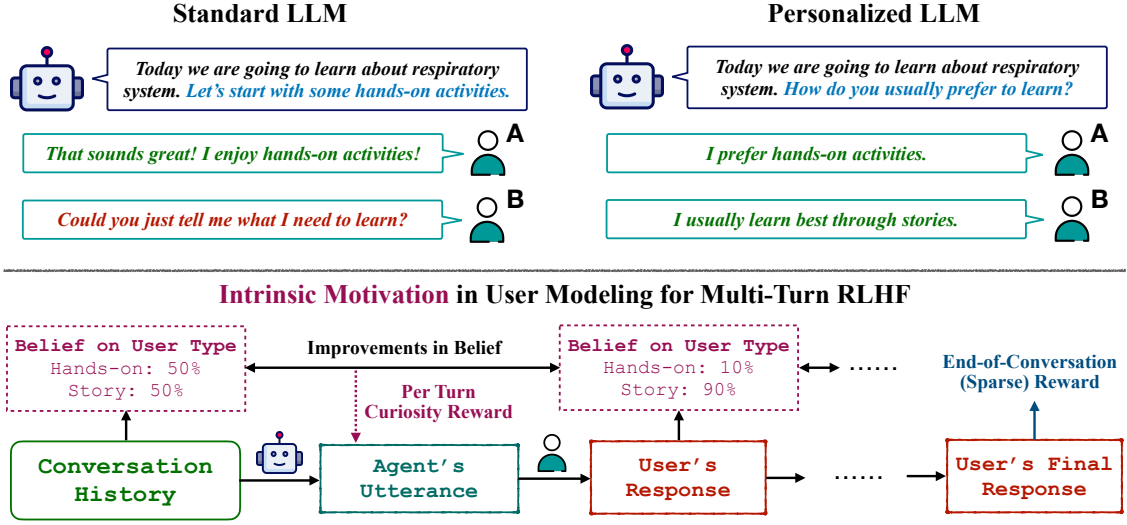 Standard LLM
Today we are going to learn about respiratory
system. Let's start with some hands-on activities.
A
That sounds great! I enjoy hands-on activities!
B
Could you just tell me what I need to learn?
Personalized LLM
Today we are going to learn about respiratory
system. How do you usually prefer to learn?
A
I prefer hands-on activities.
B
I usually learn best through stories.
Intrinsic Motivation in User Modeling for Multi-Turn RLHF
Belief on User Type
Hands-on: 50%
Story: 50%
Improvements in Belief
Per Turn
Curiosity Reward
Belief on User Type
Hands-on: 10%
Story: 90%
......
End-of-Conversation
(Sparse) Reward
Conversation
History
Agent's
Utterance
User's
Response
......
User's Final
Response